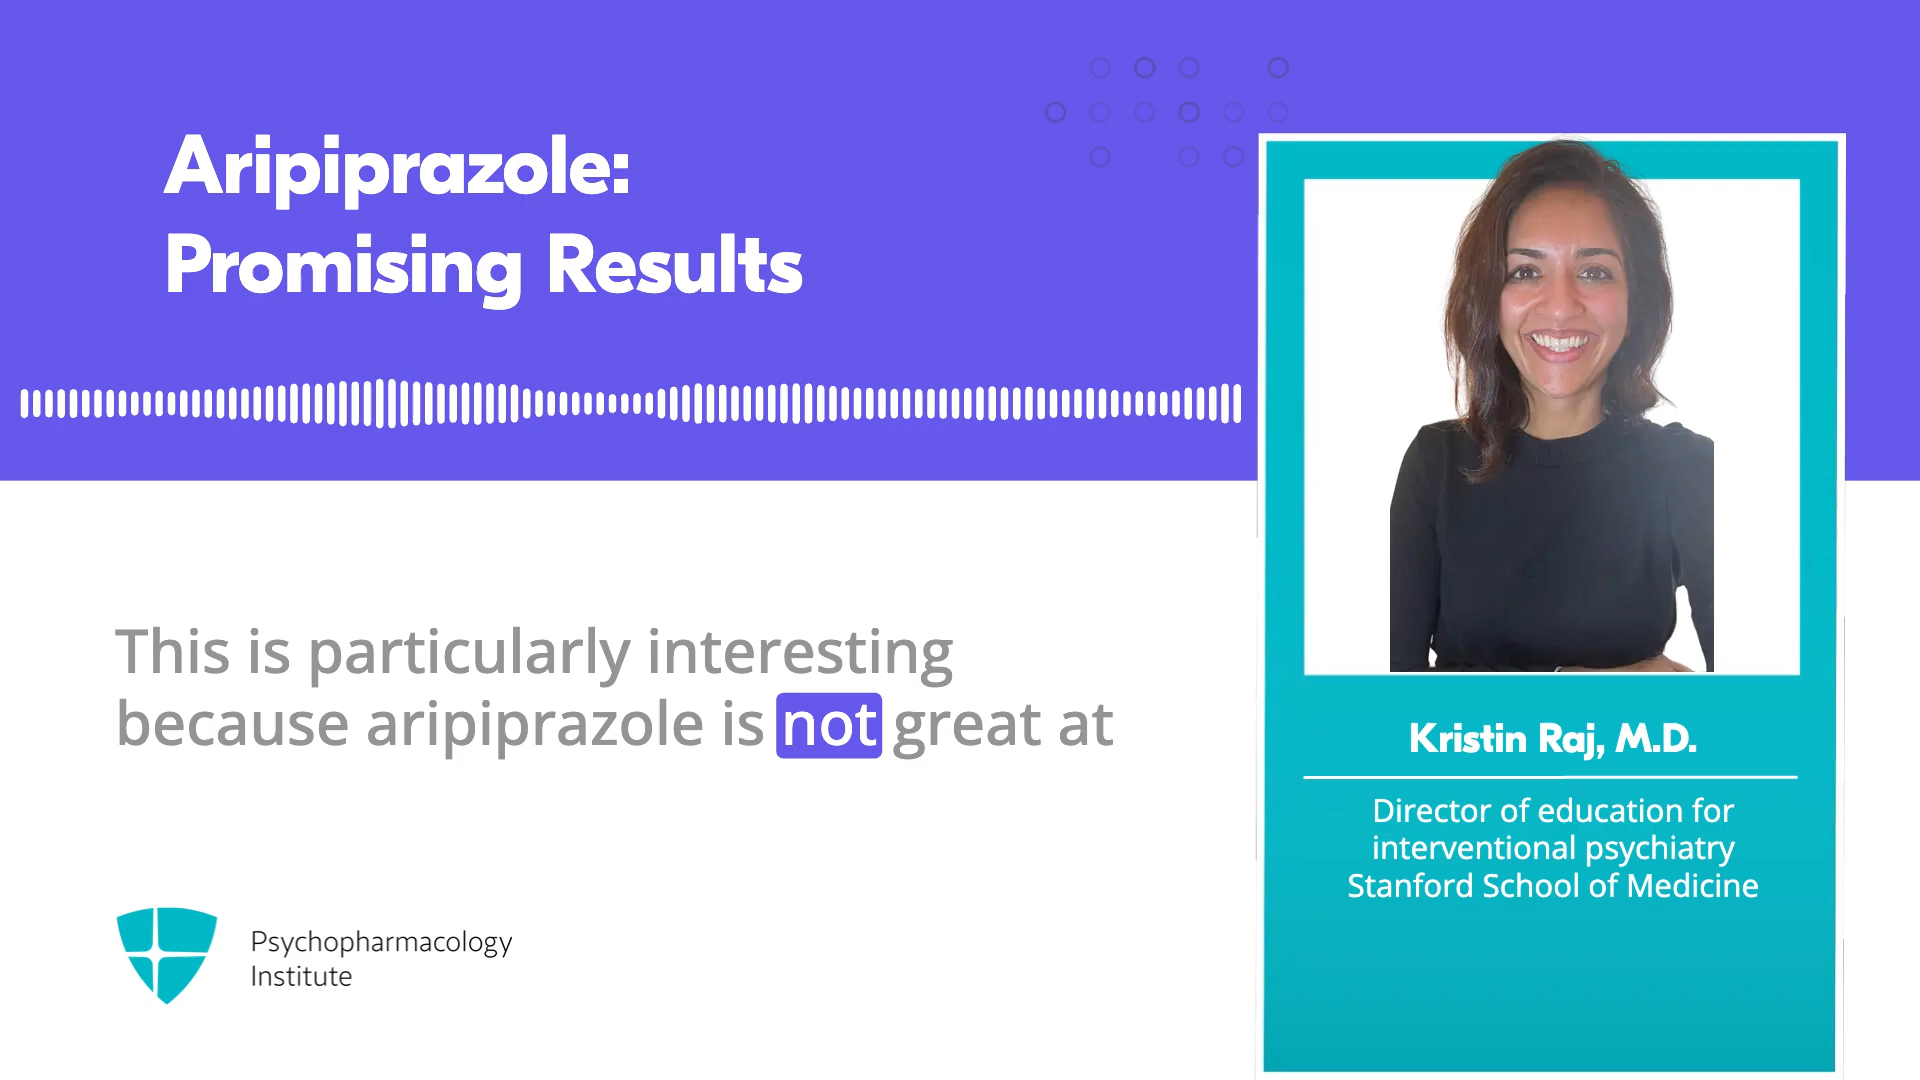 Aripiprazole:
Promising Results
This is particularly interesting
because aripiprazole is not great at
Psychopharmacology
Institute
Kristin Raj, M.D.
Director of education for
interventional psychiatry
Stanford School of Medicine